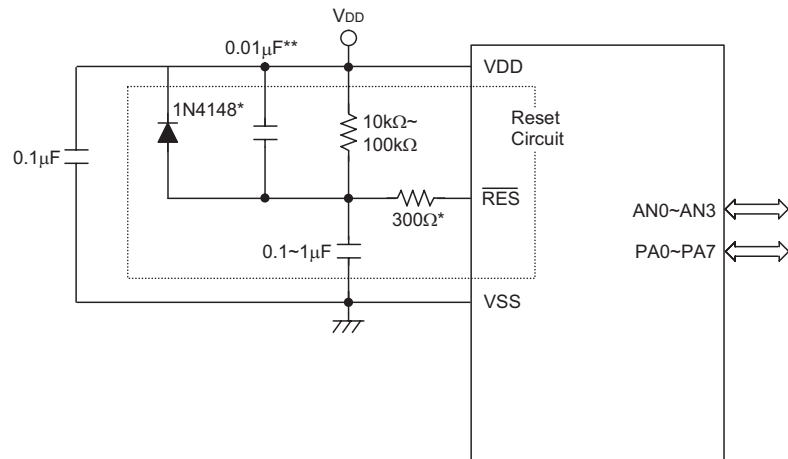 VDD
0.01μF**
VDD
1N4148*
10kΩ~
100kΩ
Reset
Circuit
0.1μF
RES
300Ω*
AN0~AN3
0.1~1μF
PA0~PA7
VSS